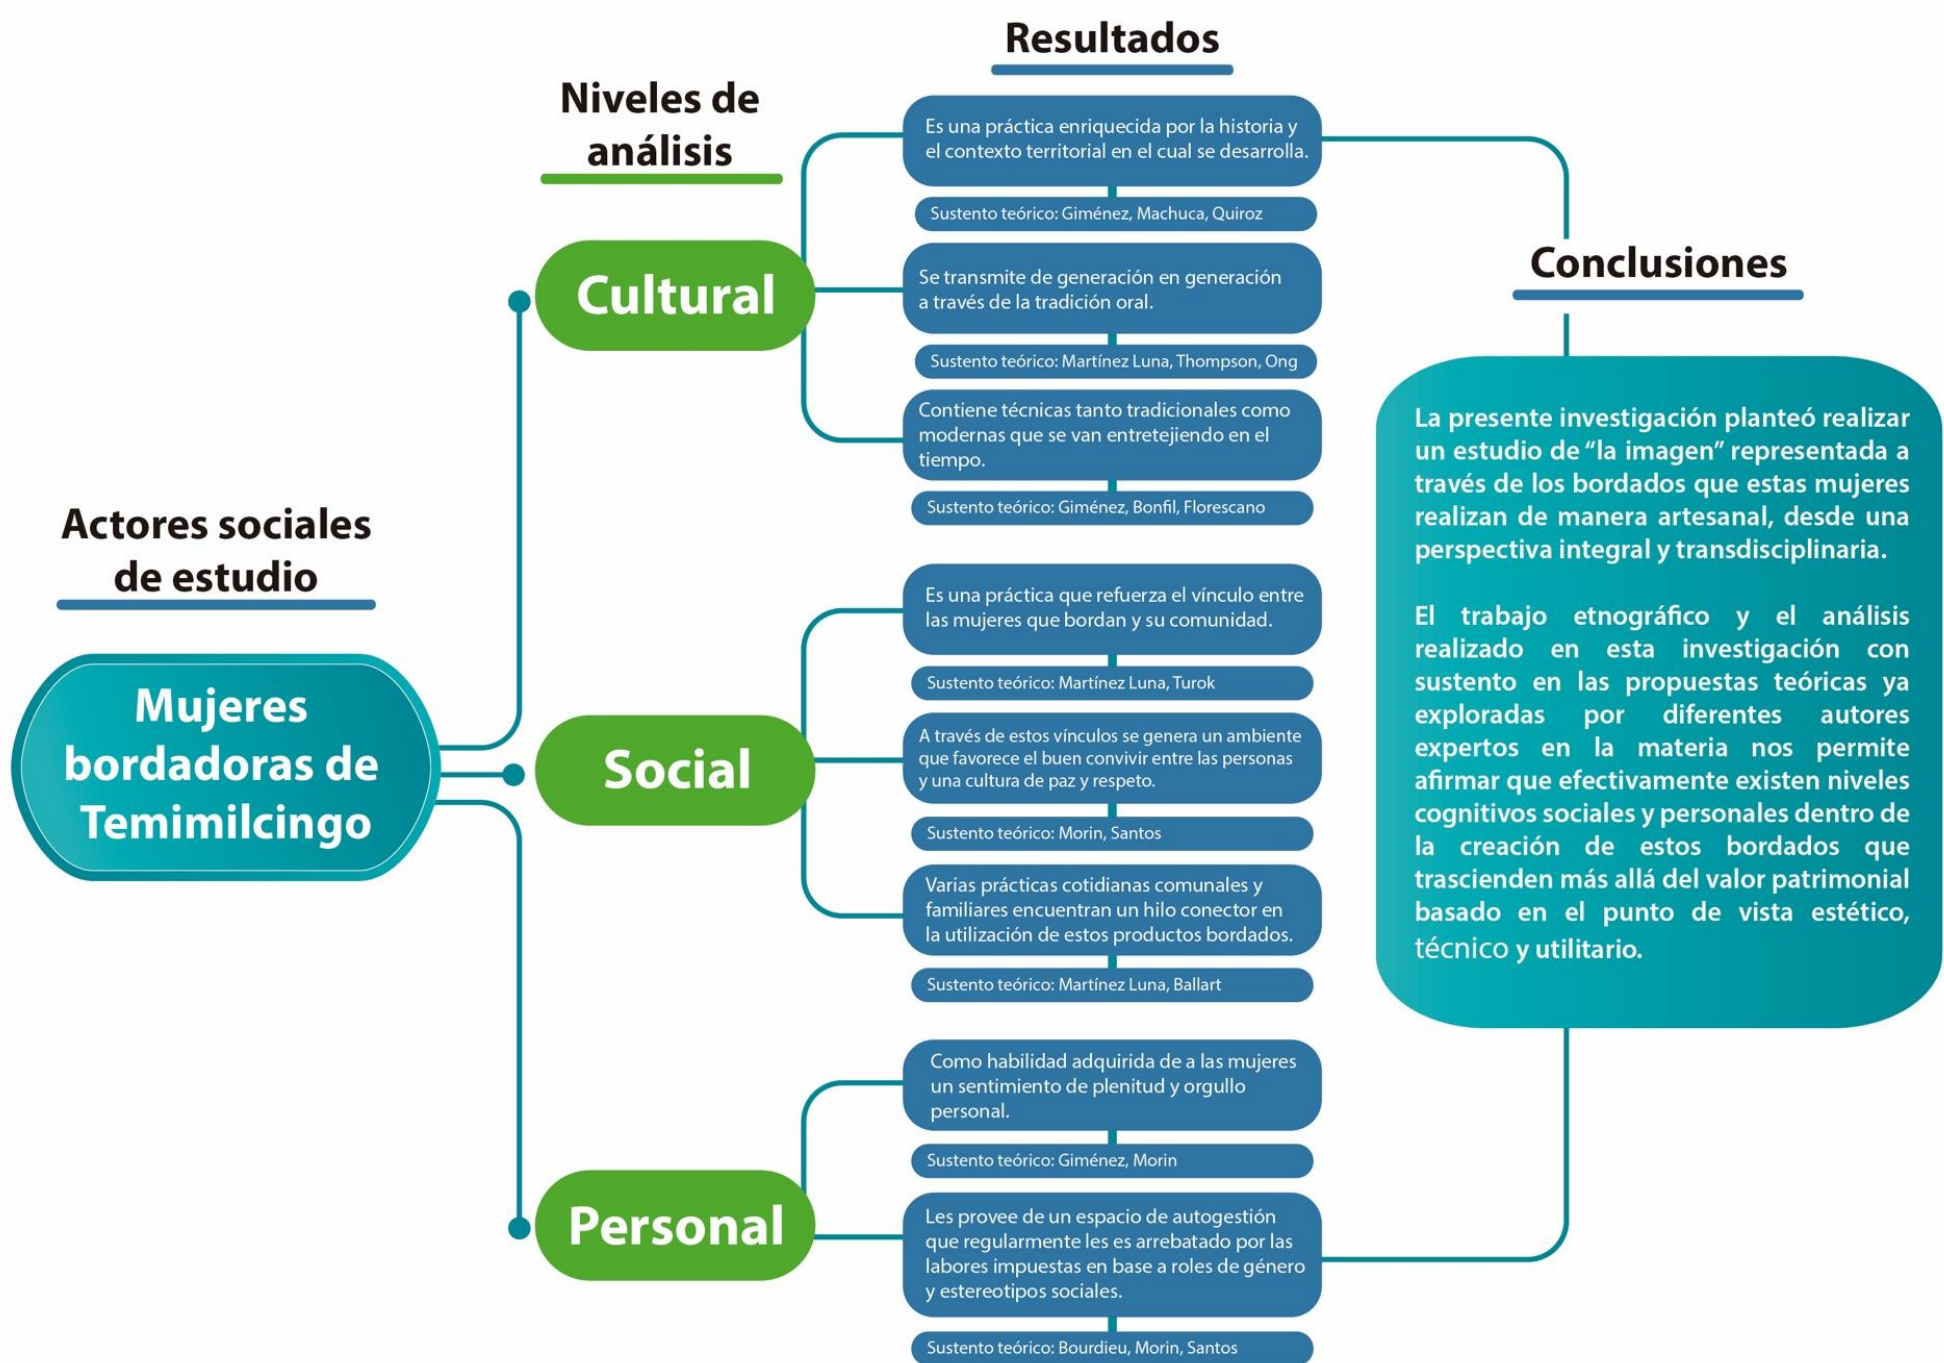 Actores sociales
de estudio
Mujeres
bordadoras de
Temimilcingo
Niveles de
análisis
Cultural
Social
Personal
Resultados
Es una práctica enriquecida por la historia y
el contexto territorial en el cual se desarrolla.
Sustento teórico: Giménez, Machuca, Quiroz
Se transmite de generación en generación
a través de la tradición oral.
Sustento teórico: Martínez Luna, Thompson, Ong
Contiene técnicas tanto tradicionales como
modernas que se van entretejiendo en el
tiempo.
Sustento teórico: Giménez, Bonfil, Florescano
Es una práctica que refuerza el vínculo entre
las mujeres que bordan y su comunidad.
Sustento teórico: Martínez Luna, Turok
A través de estos vínculos se genera un ambiente
que favorece el buen convivir entre las personas
y una cultura de paz y respeto.
Sustento teórico: Morin, Santos
Varias prácticas cotidianas comunales y
familiares encuentran un hilo conector en
la utilización de estos productos bordados.
Sustento teórico: Martínez Luna, Ballart
Como habilidad adquirida de a las mujeres
un sentimiento de plenitud y orgullo
personal.
Sustento teórico: Giménez, Morin
Les provee de un espacio de autogestión
que regularmente les es arrebatado por las
labores impuestas en base a roles de género
y estereotipos sociales.
Sustento teórico: Bourdieu, Morin, Santos
Conclusiones
La presente investigación planteó realizar
un estudio de “la imagen” representada a
través de los bordados que estas mujeres
realizan de manera artesanal, desde una
perspectiva integral y transdisciplinaria.
El trabajo etnográfico y el análisis
realizado en esta investigación con
sustento en las propuestas teóricas ya
exploradas por diferentes autores
expertos en la materia nos permite
afirmar que efectivamente existen niveles
cognitivos sociales y personales dentro de
la creación de estos bordados que
trascienden más allá del valor patrimonial
basado en el punto de vista estético,
técnico y utilitario.